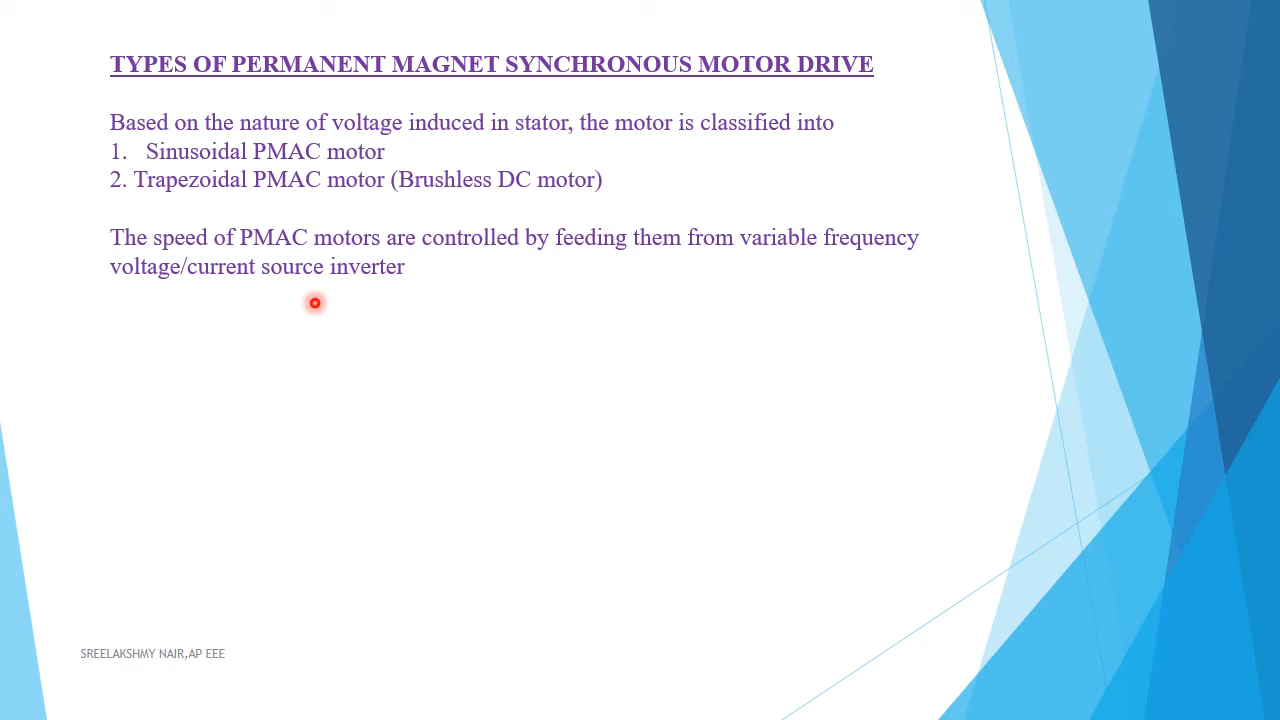 TYPES OF PERMANENT MAGNET SYNCHRONOUS MOTOR DRIVE
Based on the nature of voltage induced in stator, the motor is classified into
1. Sinusoidal PMAC motor
2. Trapezoidal PMAC motor (Brushless DC motor)
The speed of PMAC motors are controlled by feeding them from variable frequency
voltage/current source inverter
SREELAKSHMY NAIR,AP EEE